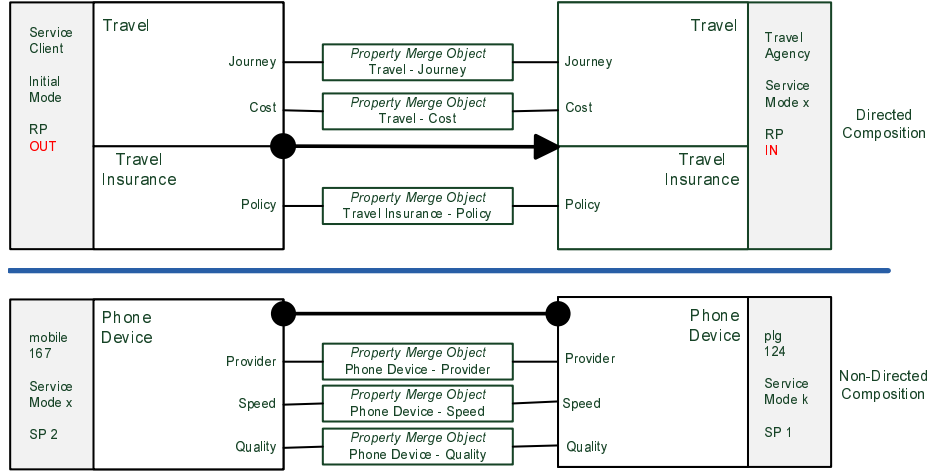 Service
Client
Initial
Mode
RP
OUT
Travel
Journey
Cost
Travel
Insurance
Policy
Property Merge Object
Travel - Journey
Property Merge Object
Travel - Cost
Property Merge Object
Travel Insurance - Policy
Travel
Journey
Cost
Travel
Insurance
Policy
Travel
Agency
Service
Mode x
RP
IN
Directed
Composition
mobile
167
Service
Mode x
SP 2
Phone
Device
Provider
Speed
Quality
Property Merge Object
Phone Device - Provider
Property Merge Object
Phone Device - Speed
Property Merge Object
Phone Device - Quality
Phone
Device
Provider
Speed
Quality
plg
124
Service
Mode k
SP 1
Non-Directed
Composition